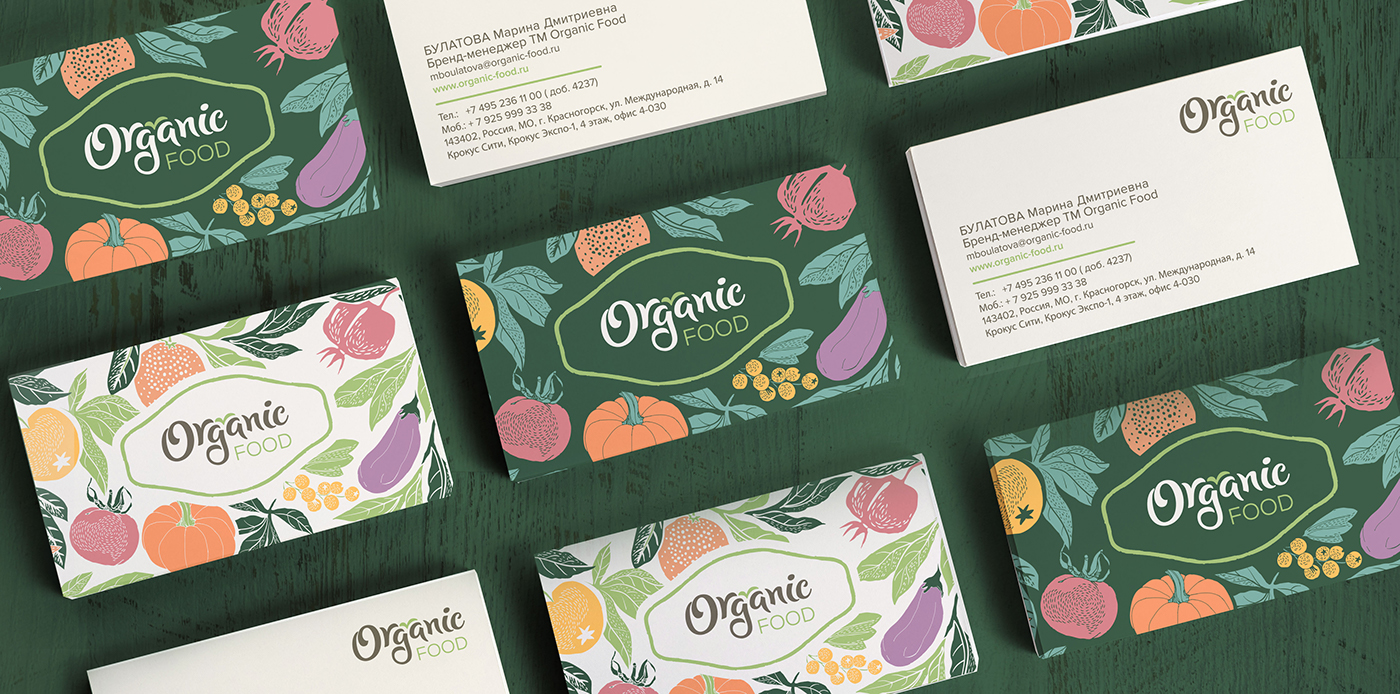 Organic
FOOD
БУЛАТОВА Марина Дмитриевна
Бренд-менеджер ТМ Organic Food
mboulatova@organic-food.ru
www.organic-food.ru
Тел.: +7 495 236 11 00 ( доб. 4237)
Моб.: + 7 925 999 33 38
143402, Россия, МО, г. Красногорск, ул. Международная, д. 14
Крокус Сити, Крокус Экспо-1, 4 этаж, офис 4-030
Organic
FOOD
БУЛАТОВА Марина Дмитриевна
Бренд-менеджер ТМ Organic Food
mboulatova@organic-food.ru
www.organic-food.ru
Тел.: +7 495 236 11 00 ( доб. 4237)
Моб.: + 7 925 999 33 38
143402, Россия, МО, г. Красногорск, ул. Международная, д. 14
Крокус Сити, Крокус Экспо-1, 4 этаж, офис 4-030
Organic
FOOD
Organic
FOOD
Organic
FOOD
Organic
FOOD
Organic
FOOD